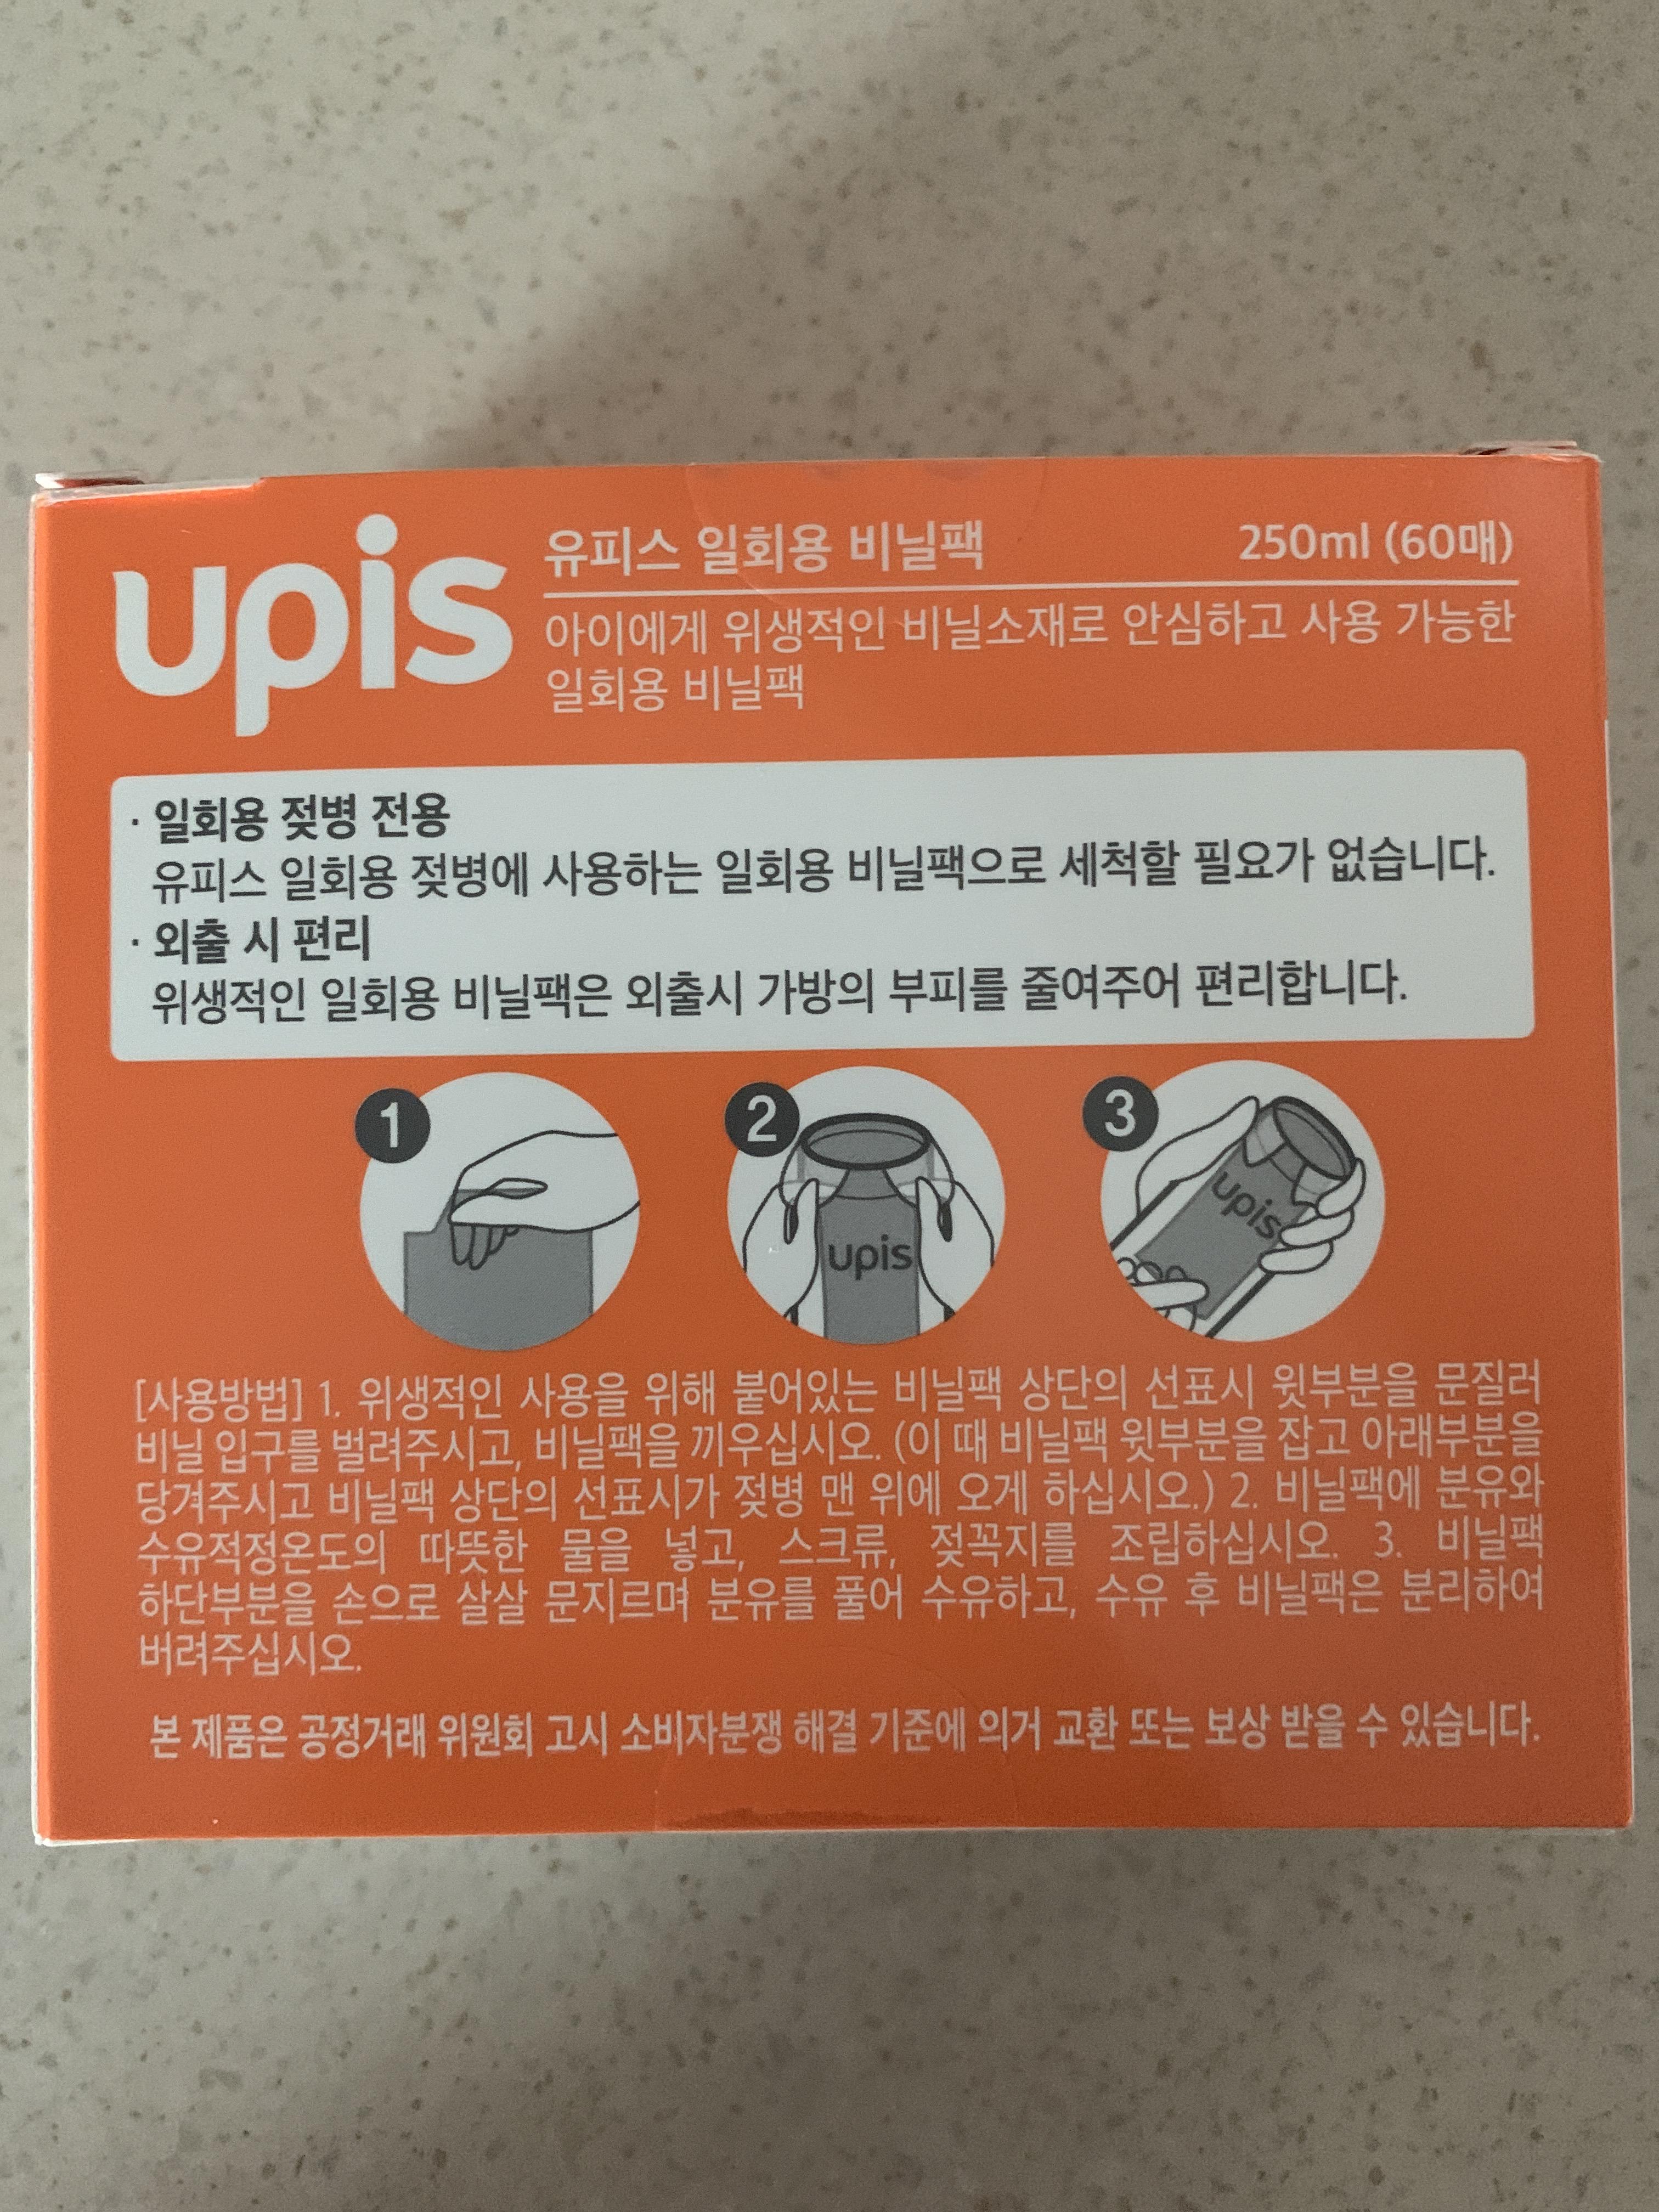 upis
유피스 일회용 비닐팩 250ml (60매)
아이에게 위생적인 비닐소재로 안심하고 사용 가능한
일회용 비닐팩
· 일회용 젖병 전용
유피스 일회용 젖병에 사용하는 일회용 비닐팩으로 세척할 필요가 없습니다.
· 외출 시 편리
위생적인 일회용 비닐팩은 외출시 가방의 부피를 줄여주어 편리합니다.
1
2
3
upis
upis
[사용방법] 1. 위생적인 사용을 위해 붙어있는 비닐팩 상단의 선표시 윗부분을 문질러
비닐 입구를 벌려주시고, 비닐팩을 끼우십시오. (이 때 비닐팩 윗부분을 잡고 아래부분을
당겨주시고 비닐팩 상단의 선표시가 젖병 맨 위에 오게 하십시오.) 2. 비닐팩에 분유와
수유적정온도의 따뜻한 물을 넣고, 스크류, 젖꼭지를 조립하십시오. 3. 비닐팩
하단부분을 손으로 살살 문지르며 분유를 풀어 수유하고, 수유 후 비닐팩은 분리하여
버려주십시오.
본 제품은 공정거래 위원회 고시 소비자분쟁 해결 기준에 의거 교환 또는 보상 받을 수 있습니다.